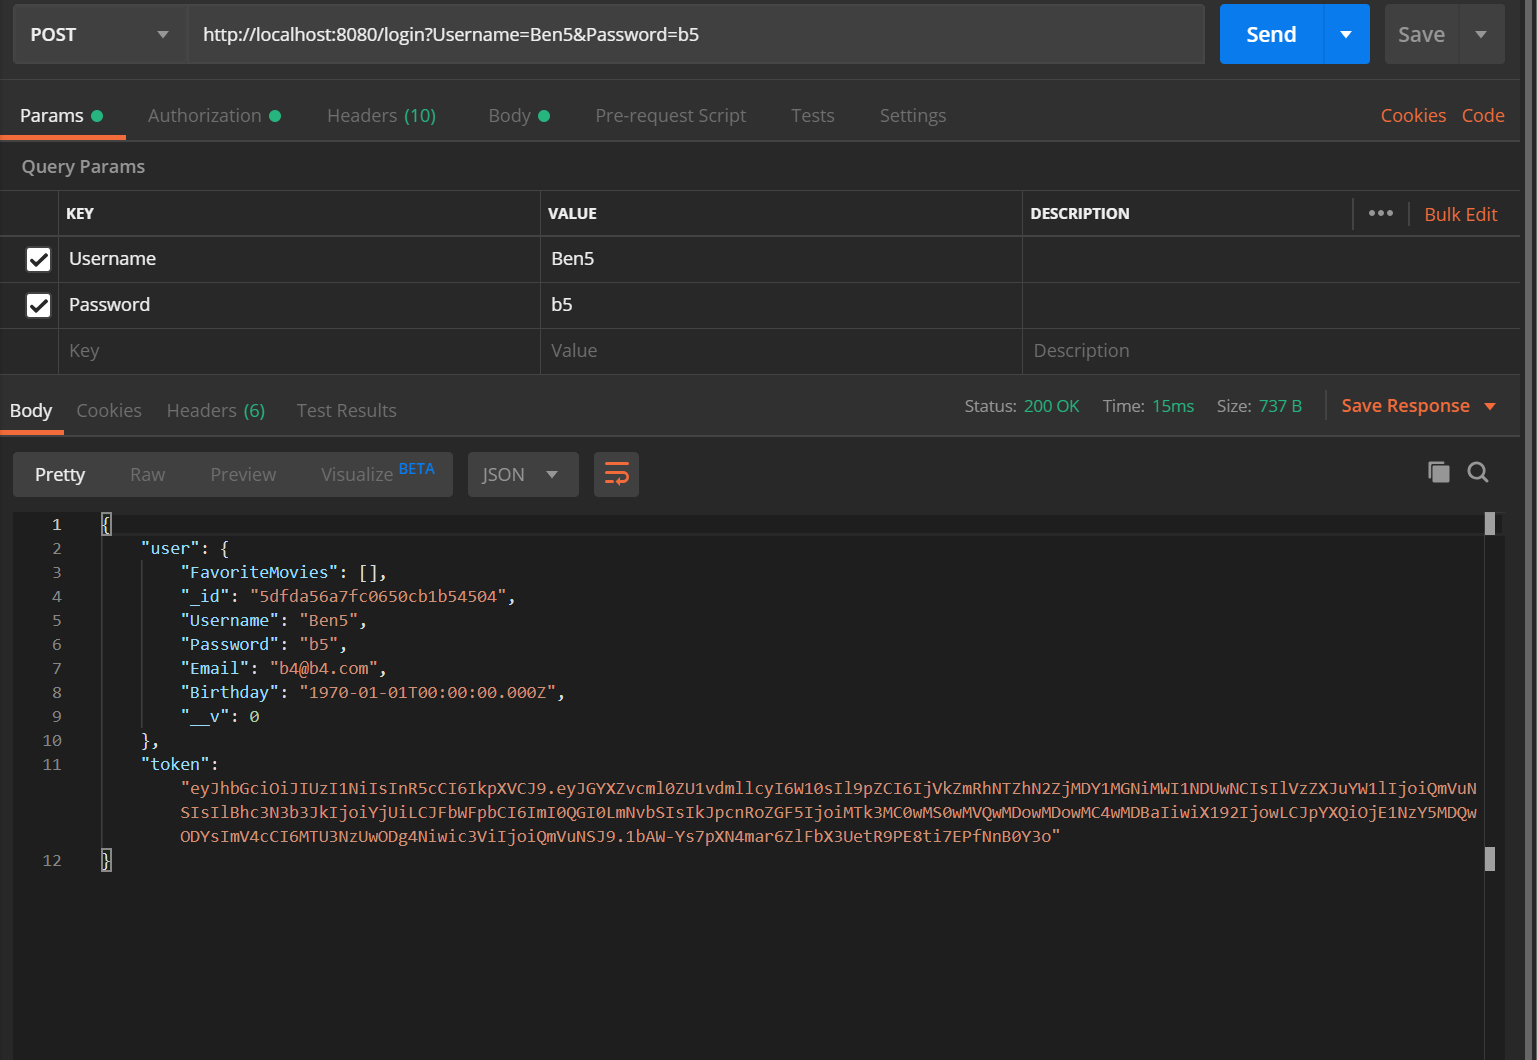 POST
http://localhost:8080/login?Username=Ben5&Password=b5
Send
Save
Params
Authorization
Headers (10)
Body
Pre-request Script
Tests
Settings
Cookies
Code
Query Params
KEY VALUE DESCRIPTION ••• Bulk Edit
Username Ben5
Password b5
Key Value Description
Body Cookies Headers (6) Test Results Status: 200 OK Time: 15ms Size: 737 B Save Response
Pretty Raw Preview Visualize BETA JSON
1 {
2 "user": {
3 "FavoriteMovies": [],
4 "_id": "5dfda56a7fc0650cb1b54504",
5 "Username": "Ben5",
6 "Password": "b5",
7 "Email": "b4@b4.com",
8 "Birthday": "1970-01-01T00:00:00.000Z",
9 "__v": 0
10 },
11 "token":
"eyJhbGciOiJIUzI1NiIsInR5cCI6IkpXVCJ9.eyJGYXZvcml0ZU1vdmllcyI6W10sIl9pZCI6IjVkZmRhNTZhN2ZjMDY1MGNiMWI1NDUwNCIsIlVzZXJuYW1lIjoiQmVuN
SIsIlBhc3N3b3JkIjoiYjUiLCJFbWFpbCI6ImI0QGI0LmNvbSIsIkJpcnRoZGF5IjoiMTk3MC0wMS0wMVQwMDowMDowMC4wMDBaIiwiX192IjowLCJpYXQiOjE1NzY5MDQw
ODYsImV4cCI6MTU3NzUwODg4Niwic3ViIjoiQmVuNSJ9.1bAW-Ys7pXN4mar6ZlFbX3UetR9PE8ti7EPfNnB0Y3o"
12 }